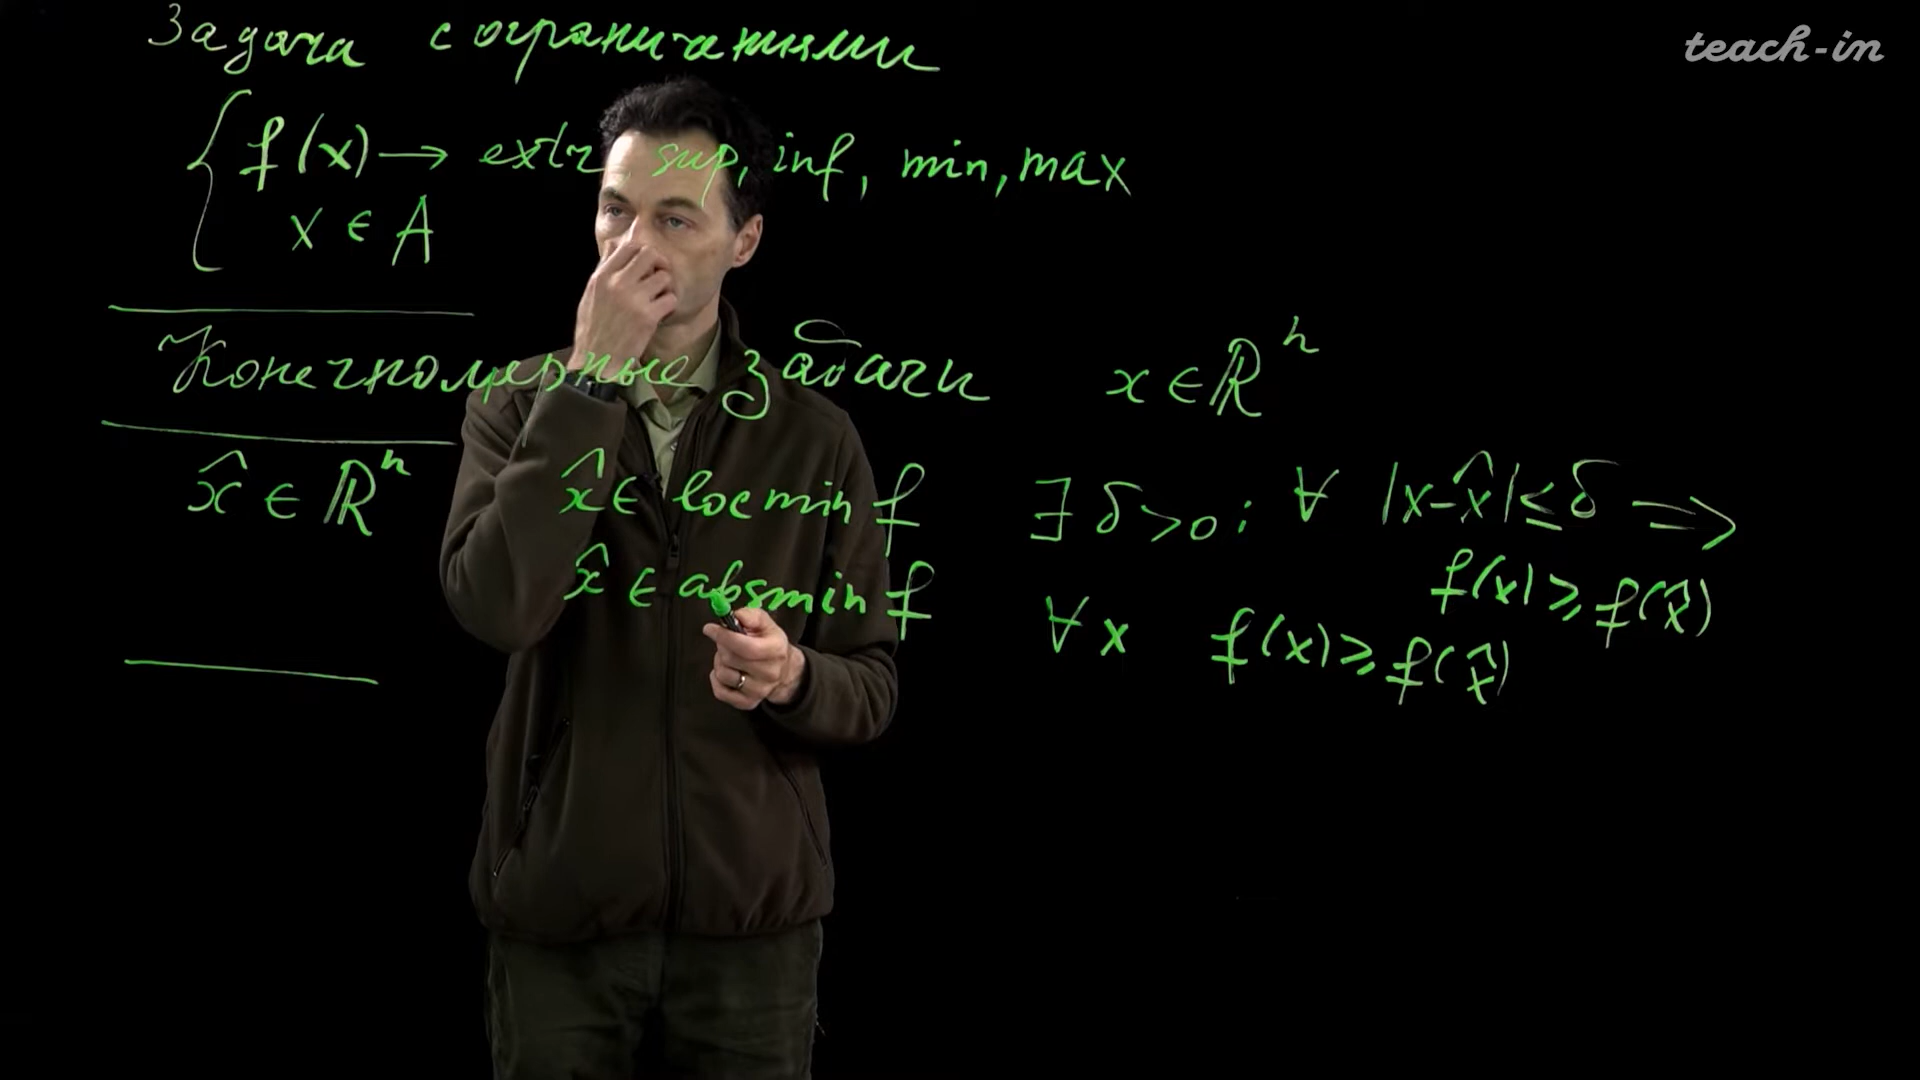 teach-in
Задача с ограничениями
{ f(x) → extr, sup, inf, min, max
x ∈ A
Конечномерные задачи x ∈ ℝⁿ
x̂ ∈ ℝⁿ x̂ ∈ locmin f ∃ δ>0: ∀ |x-x̂|≤δ ⇒
f(x) ⩾ f(x̂)
x̂ ∈ absmin f ∀x f(x) ⩾ f(x̂)